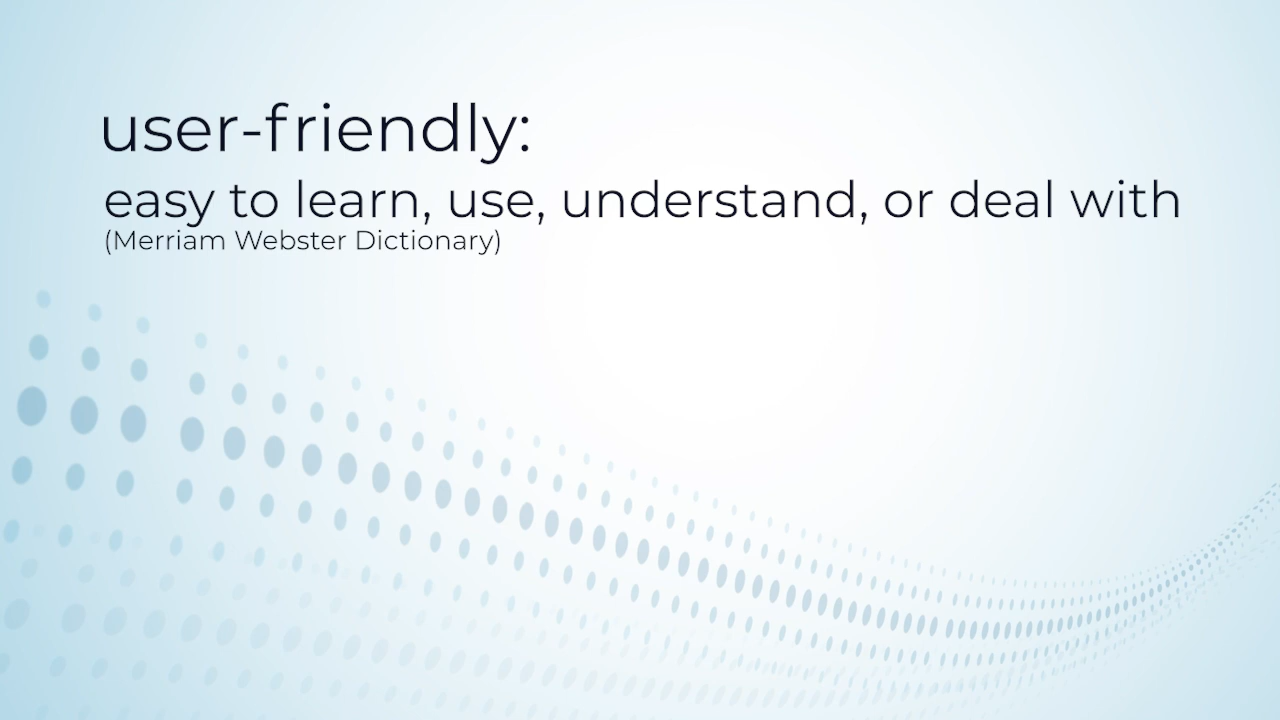 user-friendly:
easy to learn, use, understand, or deal with
(Merriam Webster Dictionary)